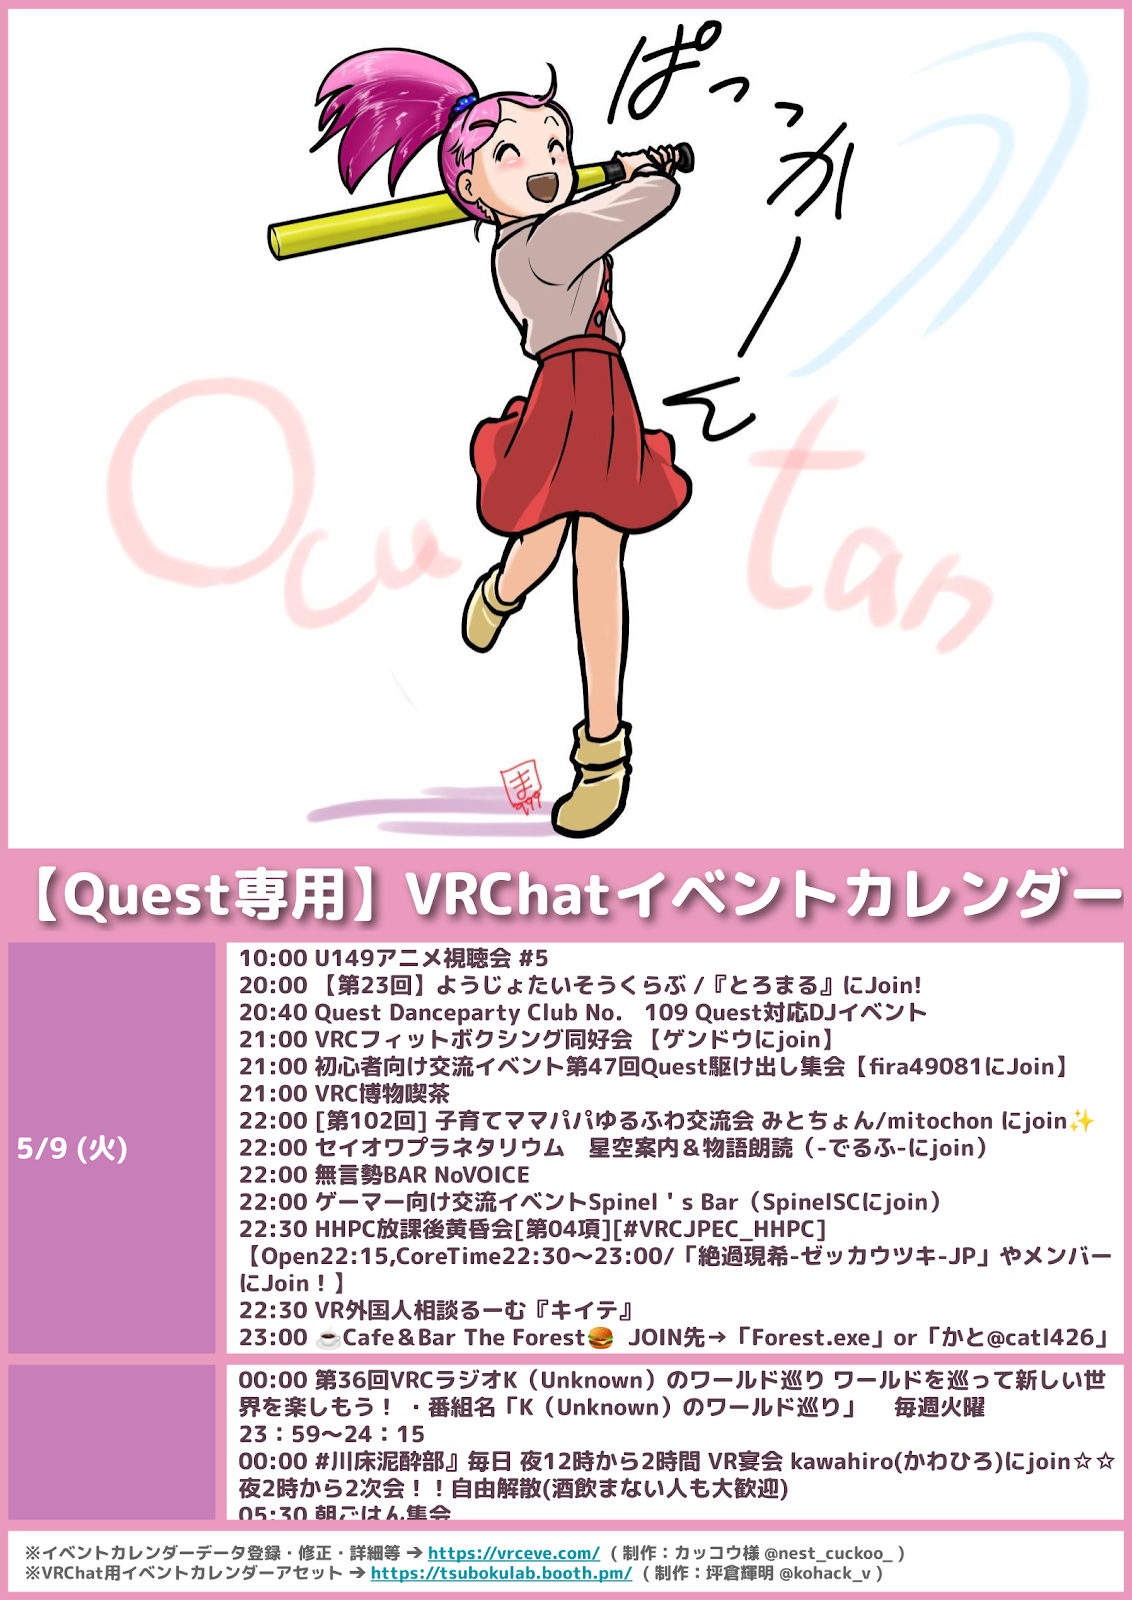 ぱっっかーーん
Ocutan
ま
999
【Quest専用】VRChatイベントカレンダー
5/9 (火)
10:00 U149アニメ視聴会 #5
20:00 【第23回】ようじょたいそうくらぶ /『とろまる』にJoin!
20:40 Quest Danceparty Club No.　109 Quest対応DJイベント
21:00 VRCフィットボクシング同好会 【ゲンドウにjoin】
21:00 初心者向け交流イベント第47回Quest駆け出し集会【fira49081にJoin】
21:00 VRC博物喫茶
22:00 [第102回] 子育てママパパゆるふわ交流会 みとちょん/mitochon にjoin✨
22:00 セイオワプラネタリウム　星空案内＆物語朗読（-でるふ-にjoin）
22:00 無言勢BAR NoVOICE
22:00 ゲーマー向け交流イベントSpinel ' s Bar（SpinelSCにjoin）
22:30 HHPC放課後黄昏会[第04項][#VRCJPEC_HHPC]
【Open22:15,CoreTime22:30～23:00/「絶過現希-ゼッカウツキ-JP」やメンバー
にJoin！】
22:30 VR外国人相談るーむ『キイテ』
23:00 ☕Cafe＆Bar The Forest🍔 JOIN先→「Forest.exe」or「かと@catl426」
00:00 第36回VRCラジオK（Unknown）のワールド巡り ワールドを巡って新しい世
界を楽しもう！ ・番組名「K（Unknown）のワールド巡り」　毎週火曜
23：59～24：15
00:00 #川床泥酔部』毎日 夜12時から2時間 VR宴会 kawahiro(かわひろ)にjoin☆☆
夜2時から2次会！！自由解散(酒飲まない人も大歓迎)
05:30 朝ごはん集会
※イベントカレンダーデータ登録・修正・詳細等 → https://vrceve.com/ ( 制作：カッコウ様 @nest_cuckoo_ )
※VRChat用イベントカレンダーアセット → https://tsubokulab.booth.pm/ ( 制作：坪倉輝明 @kohack_v )